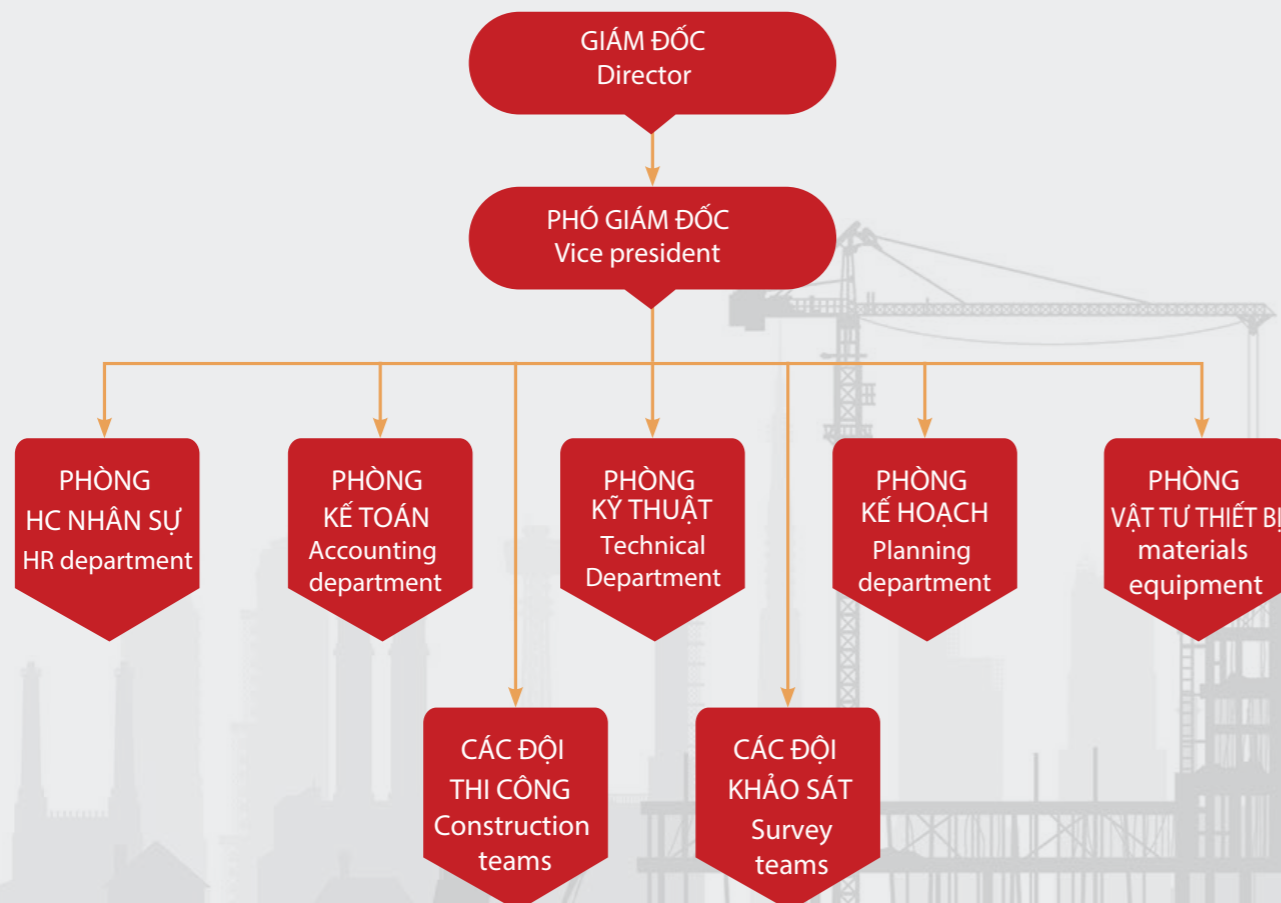 GIÁM ĐỐC
Director
PHÓ GIÁM ĐỐC
Vice president
PHÒNG
HC NHÂN SỰ
HR department
PHÒNG
KẾ TOÁN
Accounting
department
PHÒNG
KỸ THUẬT
Technical
Department
PHÒNG
KẾ HOẠCH
Planning
department
PHÒNG
VẬT TƯ THIẾT BỊ
materials
equipment
CÁC ĐỘI
THI CÔNG
Construction
teams
CÁC ĐỘI
KHẢO SÁT
Survey
teams